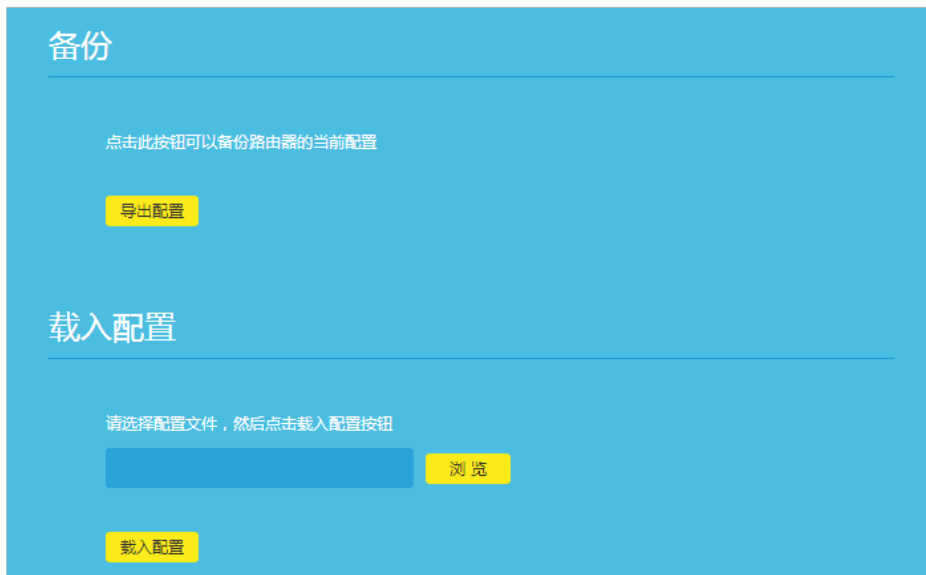 备份
点击此按钮可以备份路由器的当前配置
导出配置
载入配置
请选择配置文件，然后点击载入配置按钮
浏 览
载入配置